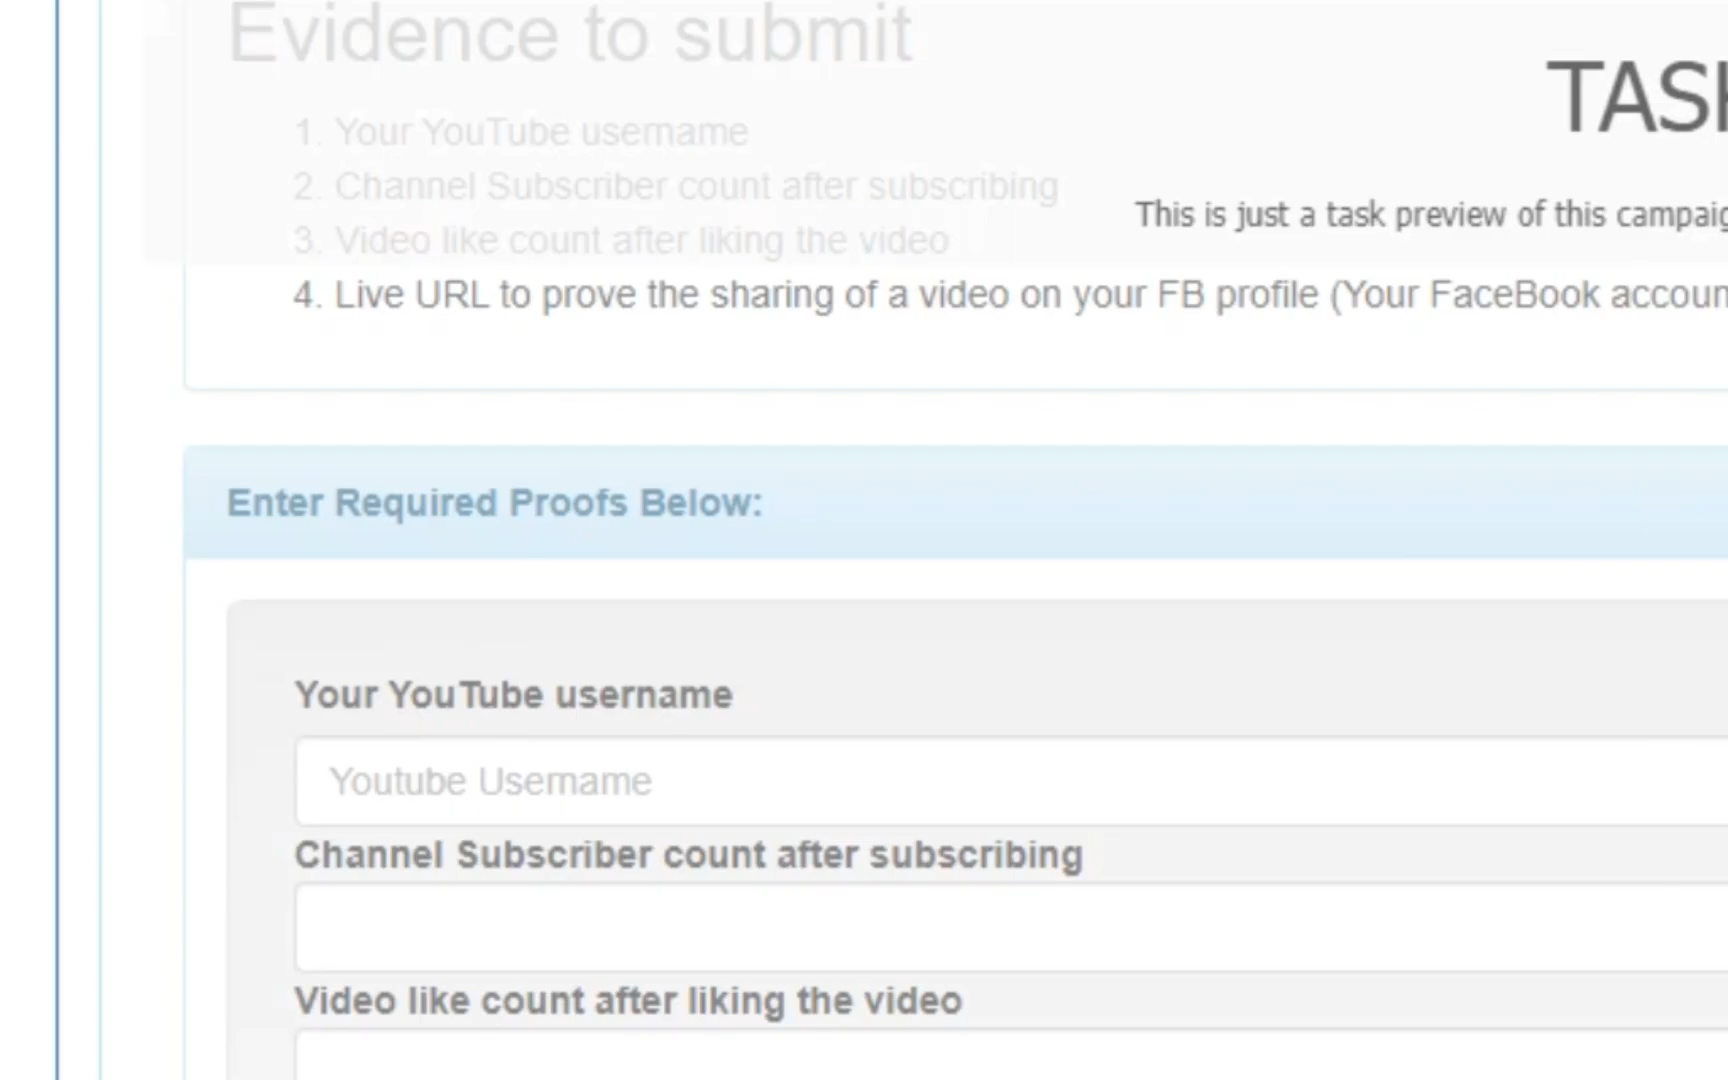 Evidence to submit
TASK
1. Your YouTube username
2. Channel Subscriber count after subscribing
This is just a task preview of this
3. Video like count after liking the video
4. Live URL to prove the sharing of a video on your FB profile (Your FaceBook
Enter Required Proofs Below:
Your YouTube username
Youtube Username
Channel Subscriber count after subscribing
Video like count after liking the video